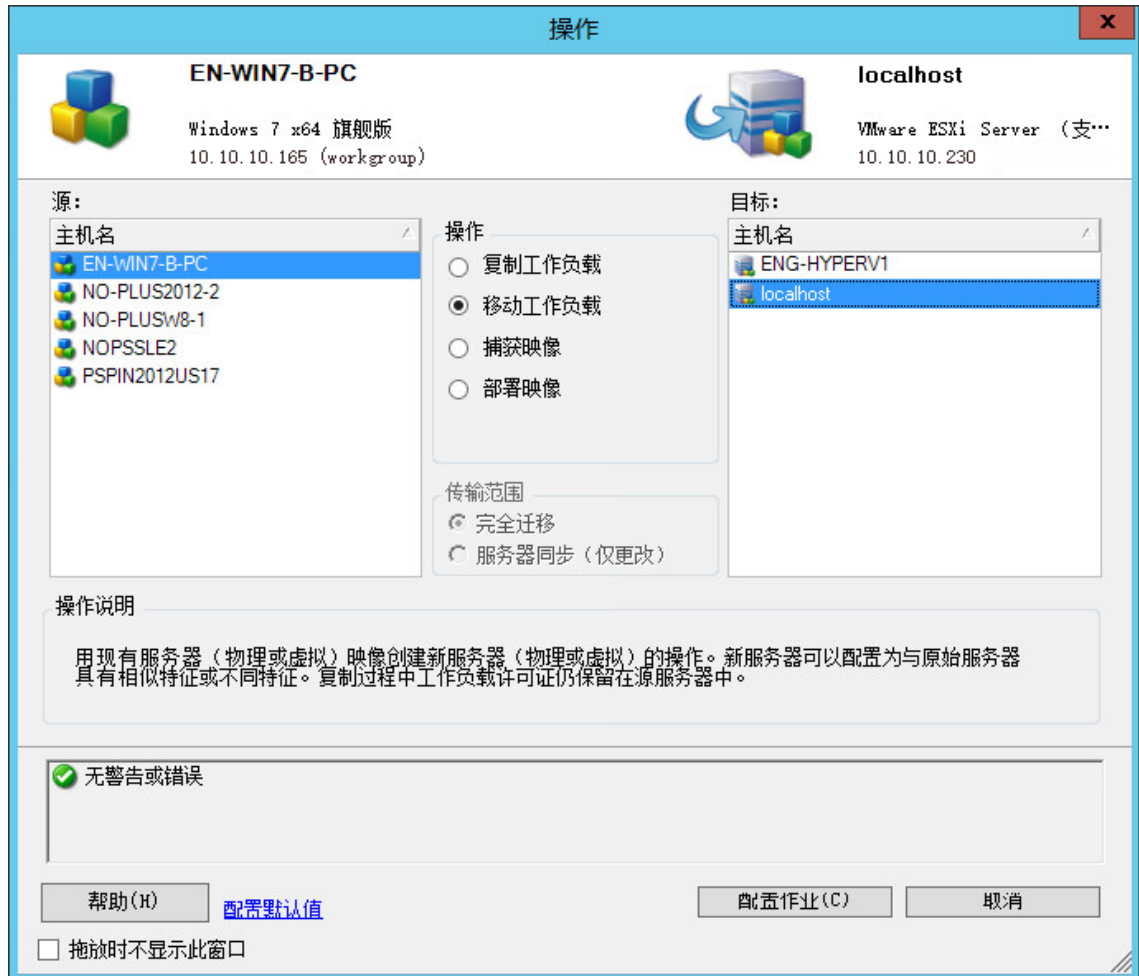 操作
x
EN-WIN7-B-PC
Windows 7 x64 旗舰版
10.10.10.165 (workgroup)
localhost
VMware ESXi Server （支…
10.10.10.230
源：
主机名
EN-WIN7-B-PC
NO-PLUS2012-2
NO-PLUSW8-1
NOPSSLE2
PSPIN2012US17
操作
复制工作负载
移动工作负载
捕获映像
部署映像
传输范围
完全迁移
服务器同步（仅更改）
目标：
主机名
ENG-HYPERV1
localhost
操作说明
用现有服务器（物理或虚拟）映像创建新服务器（物理或虚拟）的操作。新服务器可以配置为与原始服务器
具有相似特征或不同特征。复制过程中工作负载许可证仍保留在源服务器中。
无警告或错误
帮助(H)
配置默认值
配置作业(C)
取消
拖放时不显示此窗口